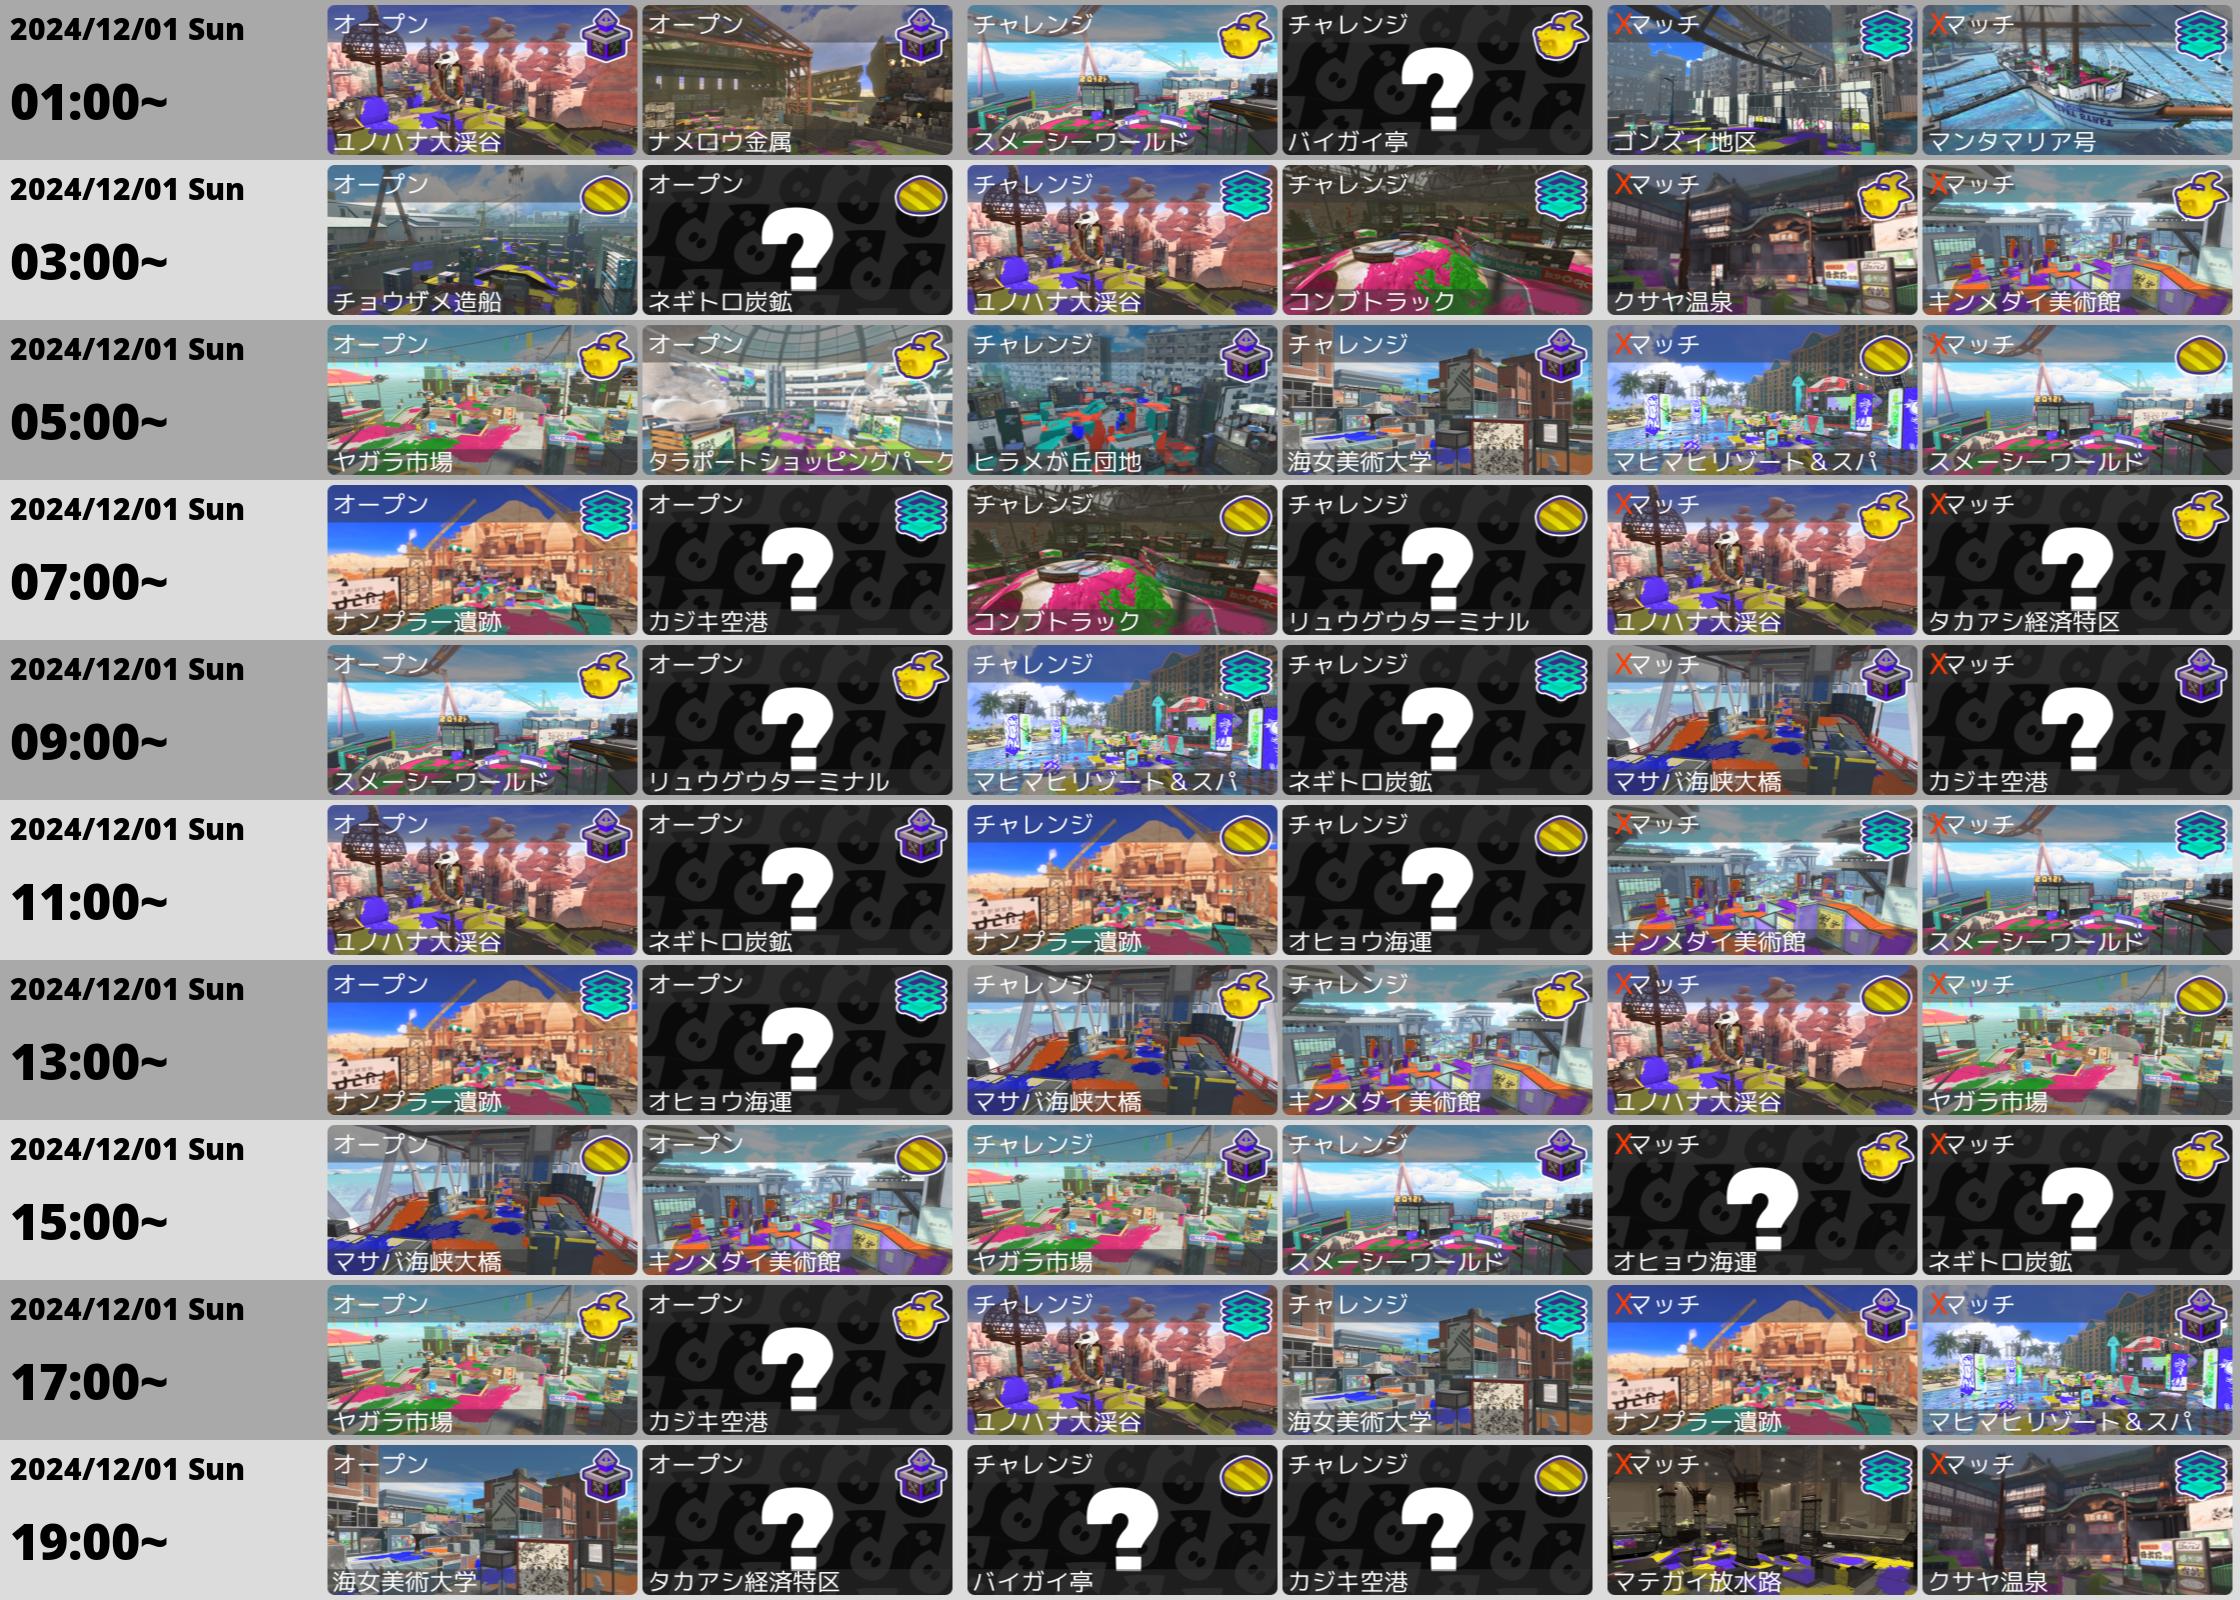 2024/12/01 Sun
01:00~
オープン
ユノハナ大渓谷
オープン
ナメロウ金属
チャレンジ
スメーシーワールド
チャレンジ
バイガイ亭
Xマッチ
ゴンズイ地区
Xマッチ
マンタマリア号
2024/12/01 Sun
03:00~
オープン
チョウザメ造船
オープン
ネギトロ炭鉱
チャレンジ
ユノハナ大渓谷
チャレンジ
コンブトラック
Xマッチ
クサヤ温泉
Xマッチ
キンメダイ美術館
2024/12/01 Sun
05:00~
オープン
ヤガラ市場
オープン
タラポートショッピングパーク
チャレンジ
ヒラメが丘団地
チャレンジ
海女美術大学
Xマッチ
マヒマヒリゾート＆スパ
Xマッチ
スメーシーワールド
2024/12/01 Sun
07:00~
オープン
ナンプラー遺跡
オープン
カジキ空港
チャレンジ
コンブトラック
チャレンジ
リュウグウターミナル
Xマッチ
ユノハナ大渓谷
Xマッチ
タカアシ経済特区
2024/12/01 Sun
09:00~
オープン
スメーシーワールド
オープン
リュウグウターミナル
チャレンジ
マヒマヒリゾート＆スパ
チャレンジ
ネギトロ炭鉱
Xマッチ
マサバ海峡大橋
Xマッチ
カジキ空港
2024/12/01 Sun
11:00~
オープン
ユノハナ大渓谷
オープン
ネギトロ炭鉱
チャレンジ
ナンプラー遺跡
チャレンジ
オヒョウ海運
Xマッチ
キンメダイ美術館
Xマッチ
スメーシーワールド
2024/12/01 Sun
13:00~
オープン
ナンプラー遺跡
オープン
オヒョウ海運
チャレンジ
マサバ海峡大橋
チャレンジ
キンメダイ美術館
Xマッチ
ユノハナ大渓谷
Xマッチ
ヤガラ市場
2024/12/01 Sun
15:00~
オープン
マサバ海峡大橋
オープン
キンメダイ美術館
チャレンジ
ヤガラ市場
チャレンジ
スメーシーワールド
Xマッチ
オヒョウ海運
Xマッチ
ネギトロ炭鉱
2024/12/01 Sun
17:00~
オープン
ヤガラ市場
オープン
カジキ空港
チャレンジ
ユノハナ大渓谷
チャレンジ
海女美術大学
Xマッチ
ナンプラー遺跡
Xマッチ
マヒマヒリゾート＆スパ
2024/12/01 Sun
19:00~
オープン
海女美術大学
オープン
タカアシ経済特区
チャレンジ
バイガイ亭
チャレンジ
カジキ空港
Xマッチ
マテガイ放水路
Xマッチ
クサヤ温泉